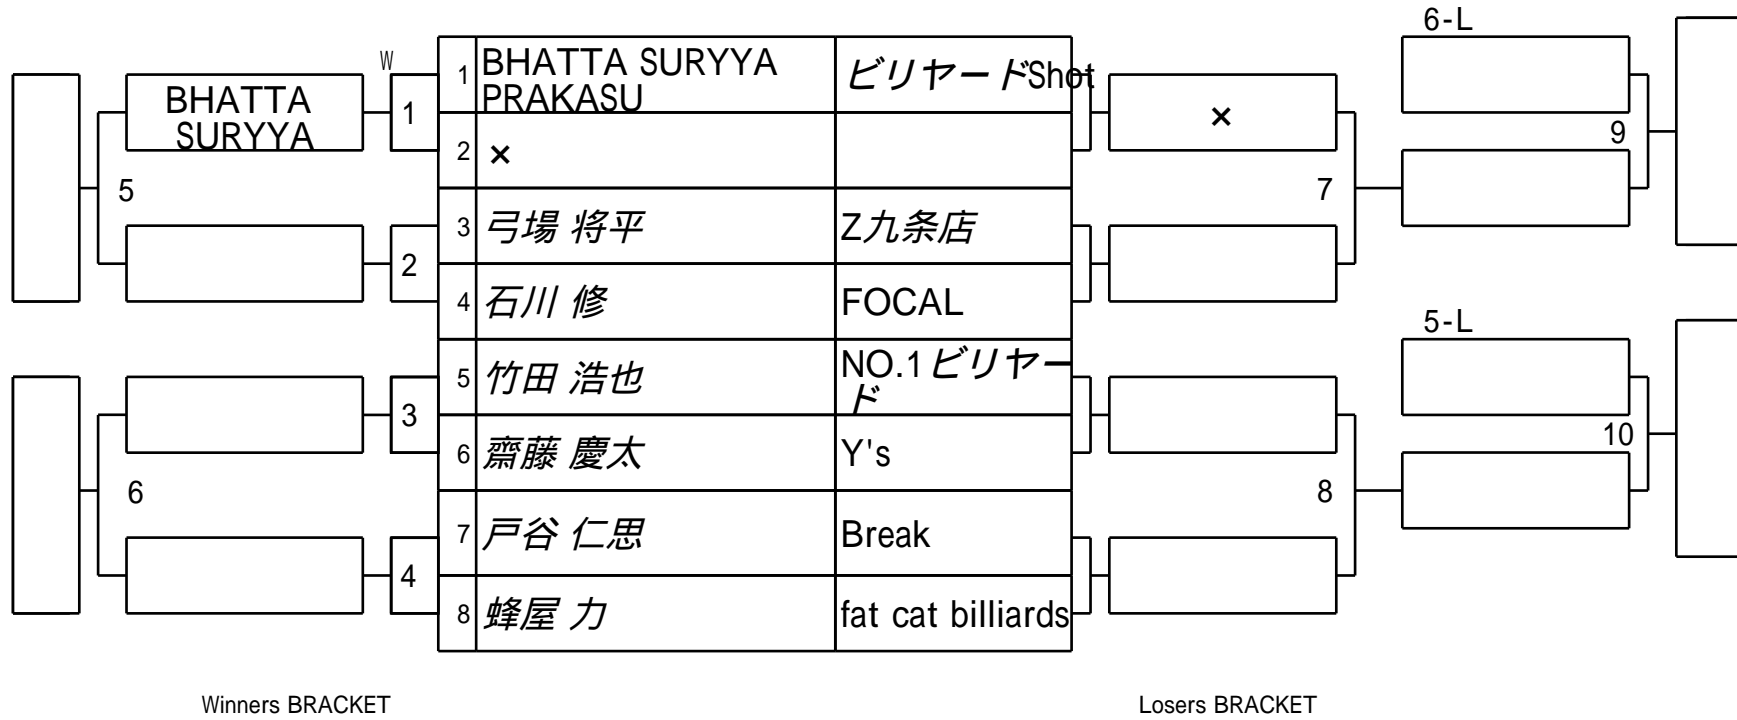 6-L
W
1 BHATTA SURYYA ビリヤードShot
PRAKASU
BHATTA
SURYYA
1
×
9
2 ×
5
7
3 弓場 将平 Z九条店
2
4 石川 修 FOCAL
5-L
5 竹田 浩也 NO.1ビリヤー
ド
3
10
6 齋藤 慶太 Y's
6
8
7 戸谷 仁思 Break
4
8 蜂屋 力 fat cat billiards
Winners BRACKET
Losers BRACKET